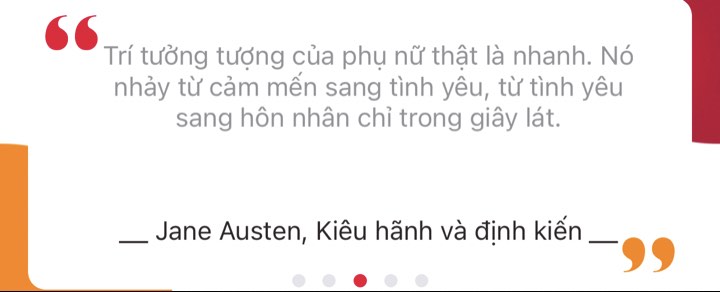 Trí tưởng tượng của phụ nữ thật là nhanh. Nó
nhảy từ cảm mến sang tình yêu, từ tình yêu
sang hôn nhân chỉ trong giây lát.
__ Jane Austen, Kiêu hãnh và định kiến __